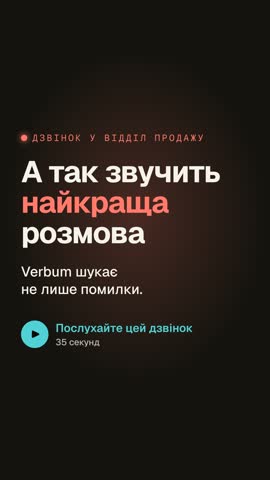 ДЗВІНОК У ВІДДІЛ ПРОДАЖУ
А так звучить
найкраща
розмова
Verbum шукає
не лише помилки.
Послухайте цей дзвінок
35 секунд